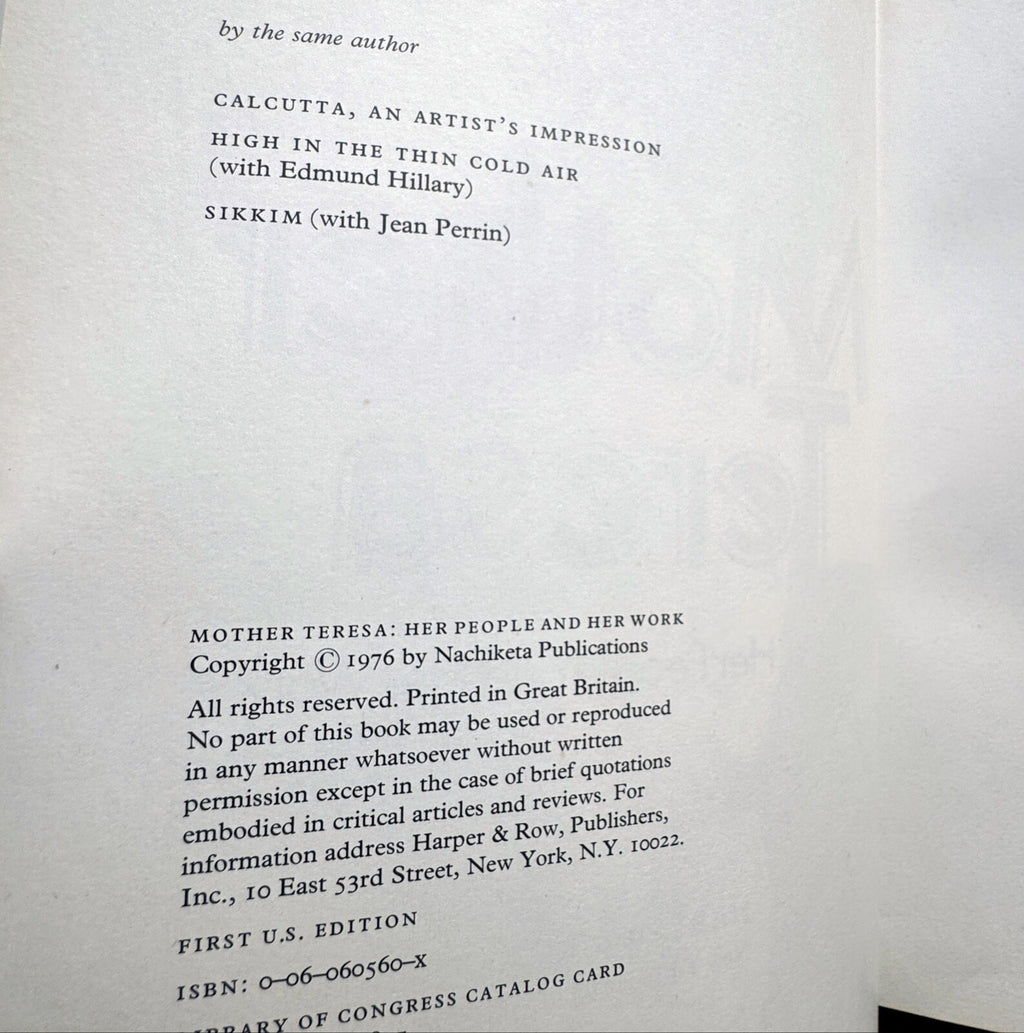 by the same author
CALCUTTA, AN ARTIST'S IMPRESSION
HIGH IN THE THIN COLD AIR
(with Edmund Hillary)
SIKKIM (with Jean Perrin)
MOTHER TERESA: HER PEOPLE AND HER WORK
Copyright © 1976 by Nachiketa Publications
All rights reserved. Printed in Great Britain.
No part of this book may be used or reproduced
in any manner whatsoever without written
permission except in the case of brief quotations
embodied in critical articles and reviews. For
information address Harper & Row, Publishers,
Inc., 10 East 53rd Street, New York, N.Y. 10022.
FIRST U.S. EDITION
ISBN: 0–06–060560–X
LIBRARY OF CONGRESS CATALOG CARD